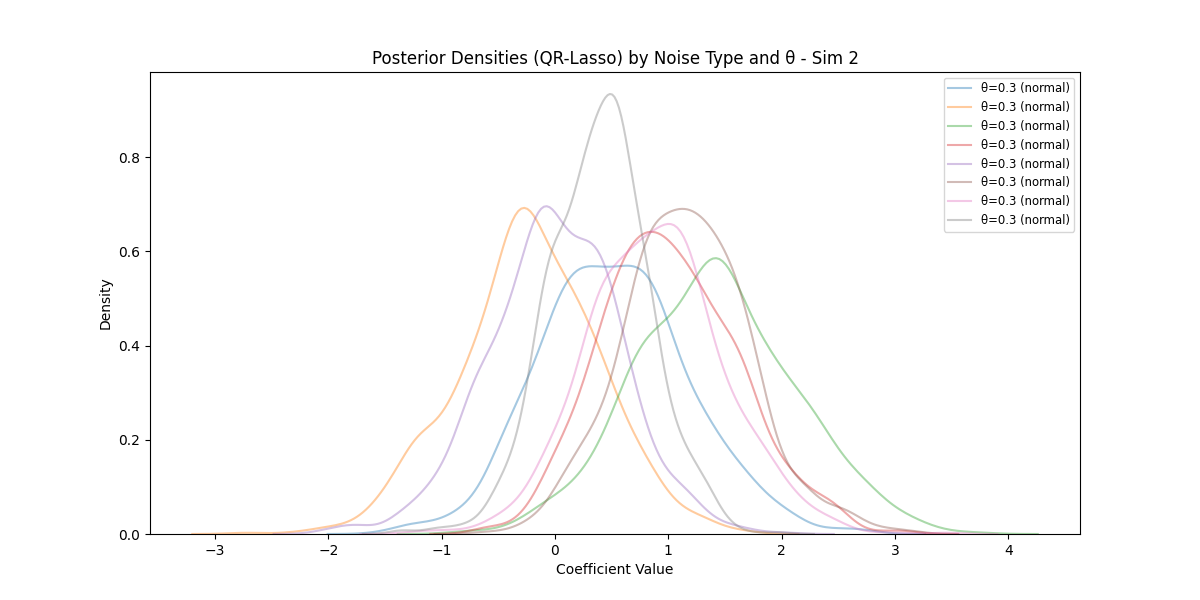 Posterior Densities (QR-Lasso) by Noise Type and θ - Sim 2
θ=0.3 (normal)
θ=0.3 (normal)
θ=0.3 (normal)
θ=0.3 (normal)
θ=0.3 (normal)
θ=0.3 (normal)
θ=0.3 (normal)
θ=0.3 (normal)
Density
0.8
0.6
0.4
0.2
0.0
−3 −2 −1 0 1 2 3 4
Coefficient Value